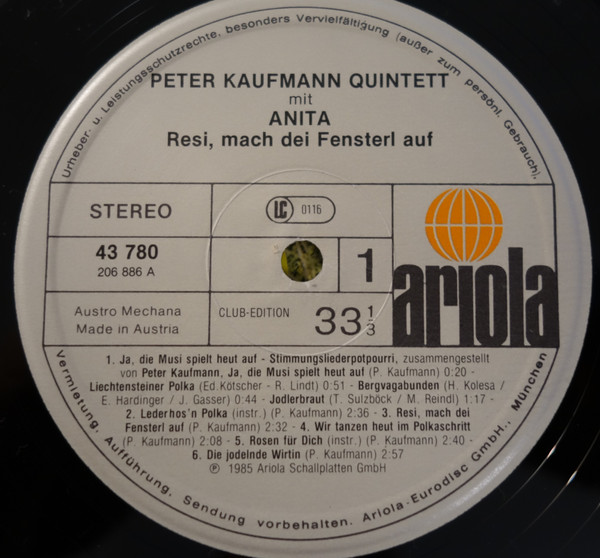 Urheber- u. Leistungsschutzrechte, besonders Vervielfältigung (außer zum persönl. Gebrauch),
PETER KAUFMANN QUINTETT
mit
ANITA
Resi, mach dei Fensterl auf
STEREO
LC 0116
43 780
206 886 A
1
ariola
Austro Mechana
Made in Austria
CLUB-EDITION
33 1/3
1. Ja, die Musi spielt heut auf - Stimmungsliederpotpourri, zusammengestellt
von Peter Kaufmann, Ja, die Musi spielt heut auf (P. Kaufmann) 0:20 -
Liechtensteiner Polka (Ed.Kötscher - R. Lindt) 0:51 - Bergvagabunden (H. Kolesa /
E. Hardinger / J. Gasser) 0:44 - Jodlerbraut (T. Sulzböck / M. Reindl) 1:17 -
2. Lederhos'n Polka (instr.) (P. Kaufmann) 2:36 - 3. Resi, mach dei
Fensterl auf (P. Kaufmann) 2:32 - 4. Wir tanzen heut im Polkaschritt
(P. Kaufmann) 2:08 - 5. Rosen für Dich (instr.) (P. Kaufmann) 2:40 -
6. Die jodelnde Wirtin (P. Kaufmann) 2:57
℗ 1985 Ariola Schallplatten GmbH
Vermietung, Aufführung, Sendung vorbehalten. Ariola-Eurodisc GmbH., München